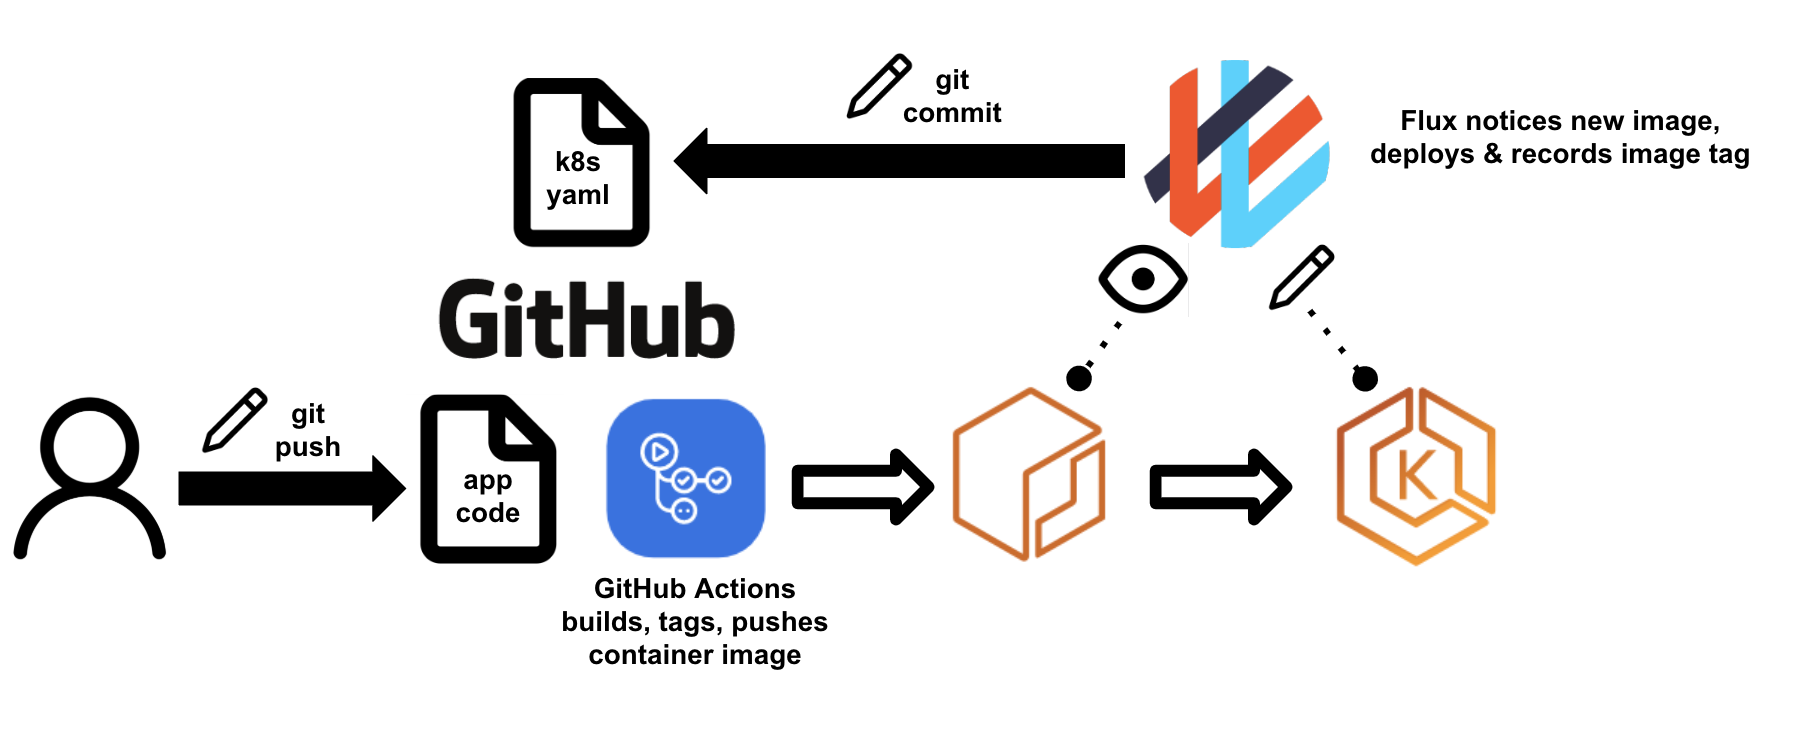 git
commit
Flux notices new image,
deploys & records image tag
k8s
yaml
GitHub
git
push
app
code
K
GitHub Actions
builds, tags, pushes
container image